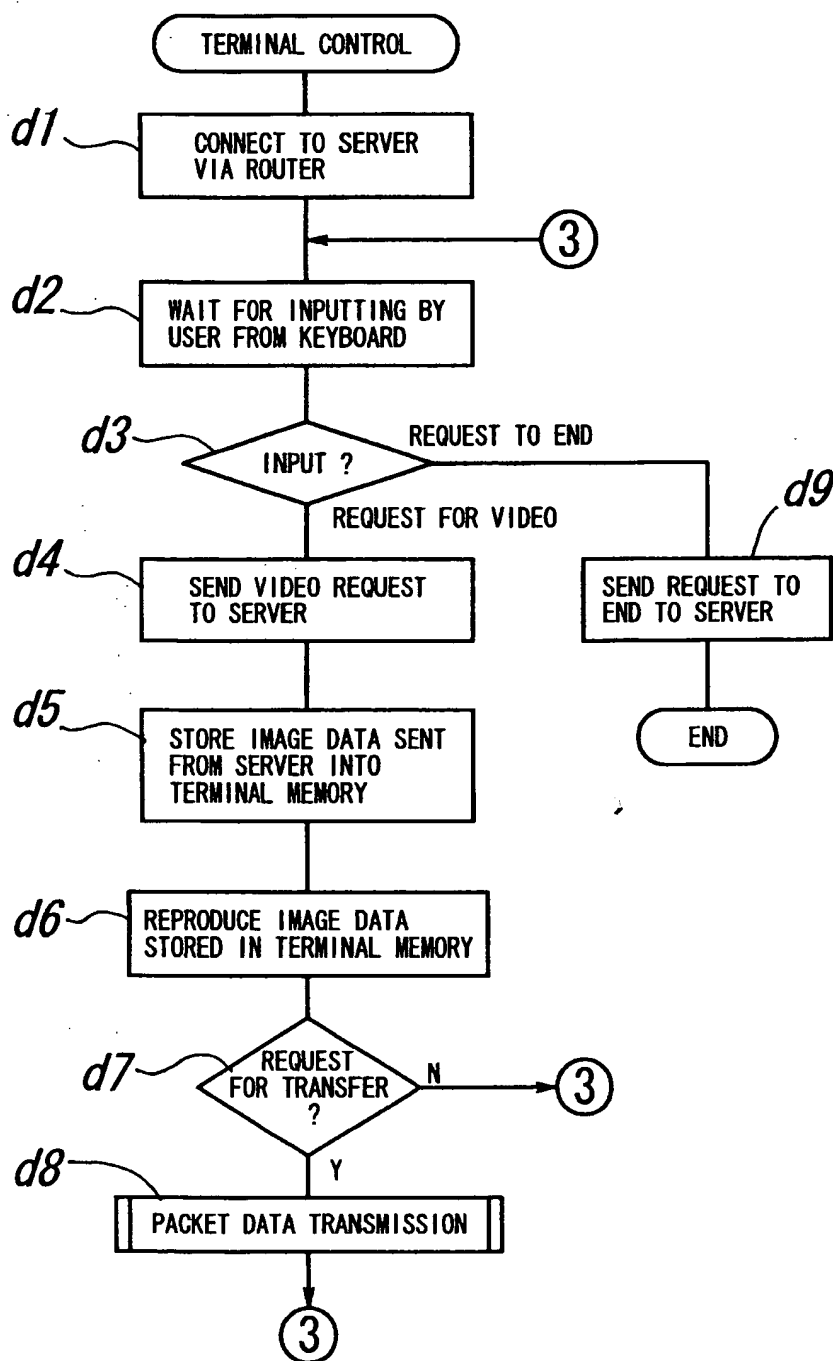 TERMINAL CONTROL
d1
CONNECT TO SERVER
VIA ROUTER
3
d2
WAIT FOR INPUTTING BY
USER FROM KEYBOARD
d3
INPUT ?
REQUEST TO END
REQUEST FOR VIDEO
d9
d4
SEND VIDEO REQUEST
TO SERVER
SEND REQUEST TO
END TO SERVER
d5
STORE IMAGE DATA SENT
FROM SERVER INTO
TERMINAL MEMORY
END
d6
REPRODUCE IMAGE DATA
STORED IN TERMINAL MEMORY
d7
REQUEST
FOR TRANSFER
?
N
3
Y
d8
PACKET DATA TRANSMISSION
3